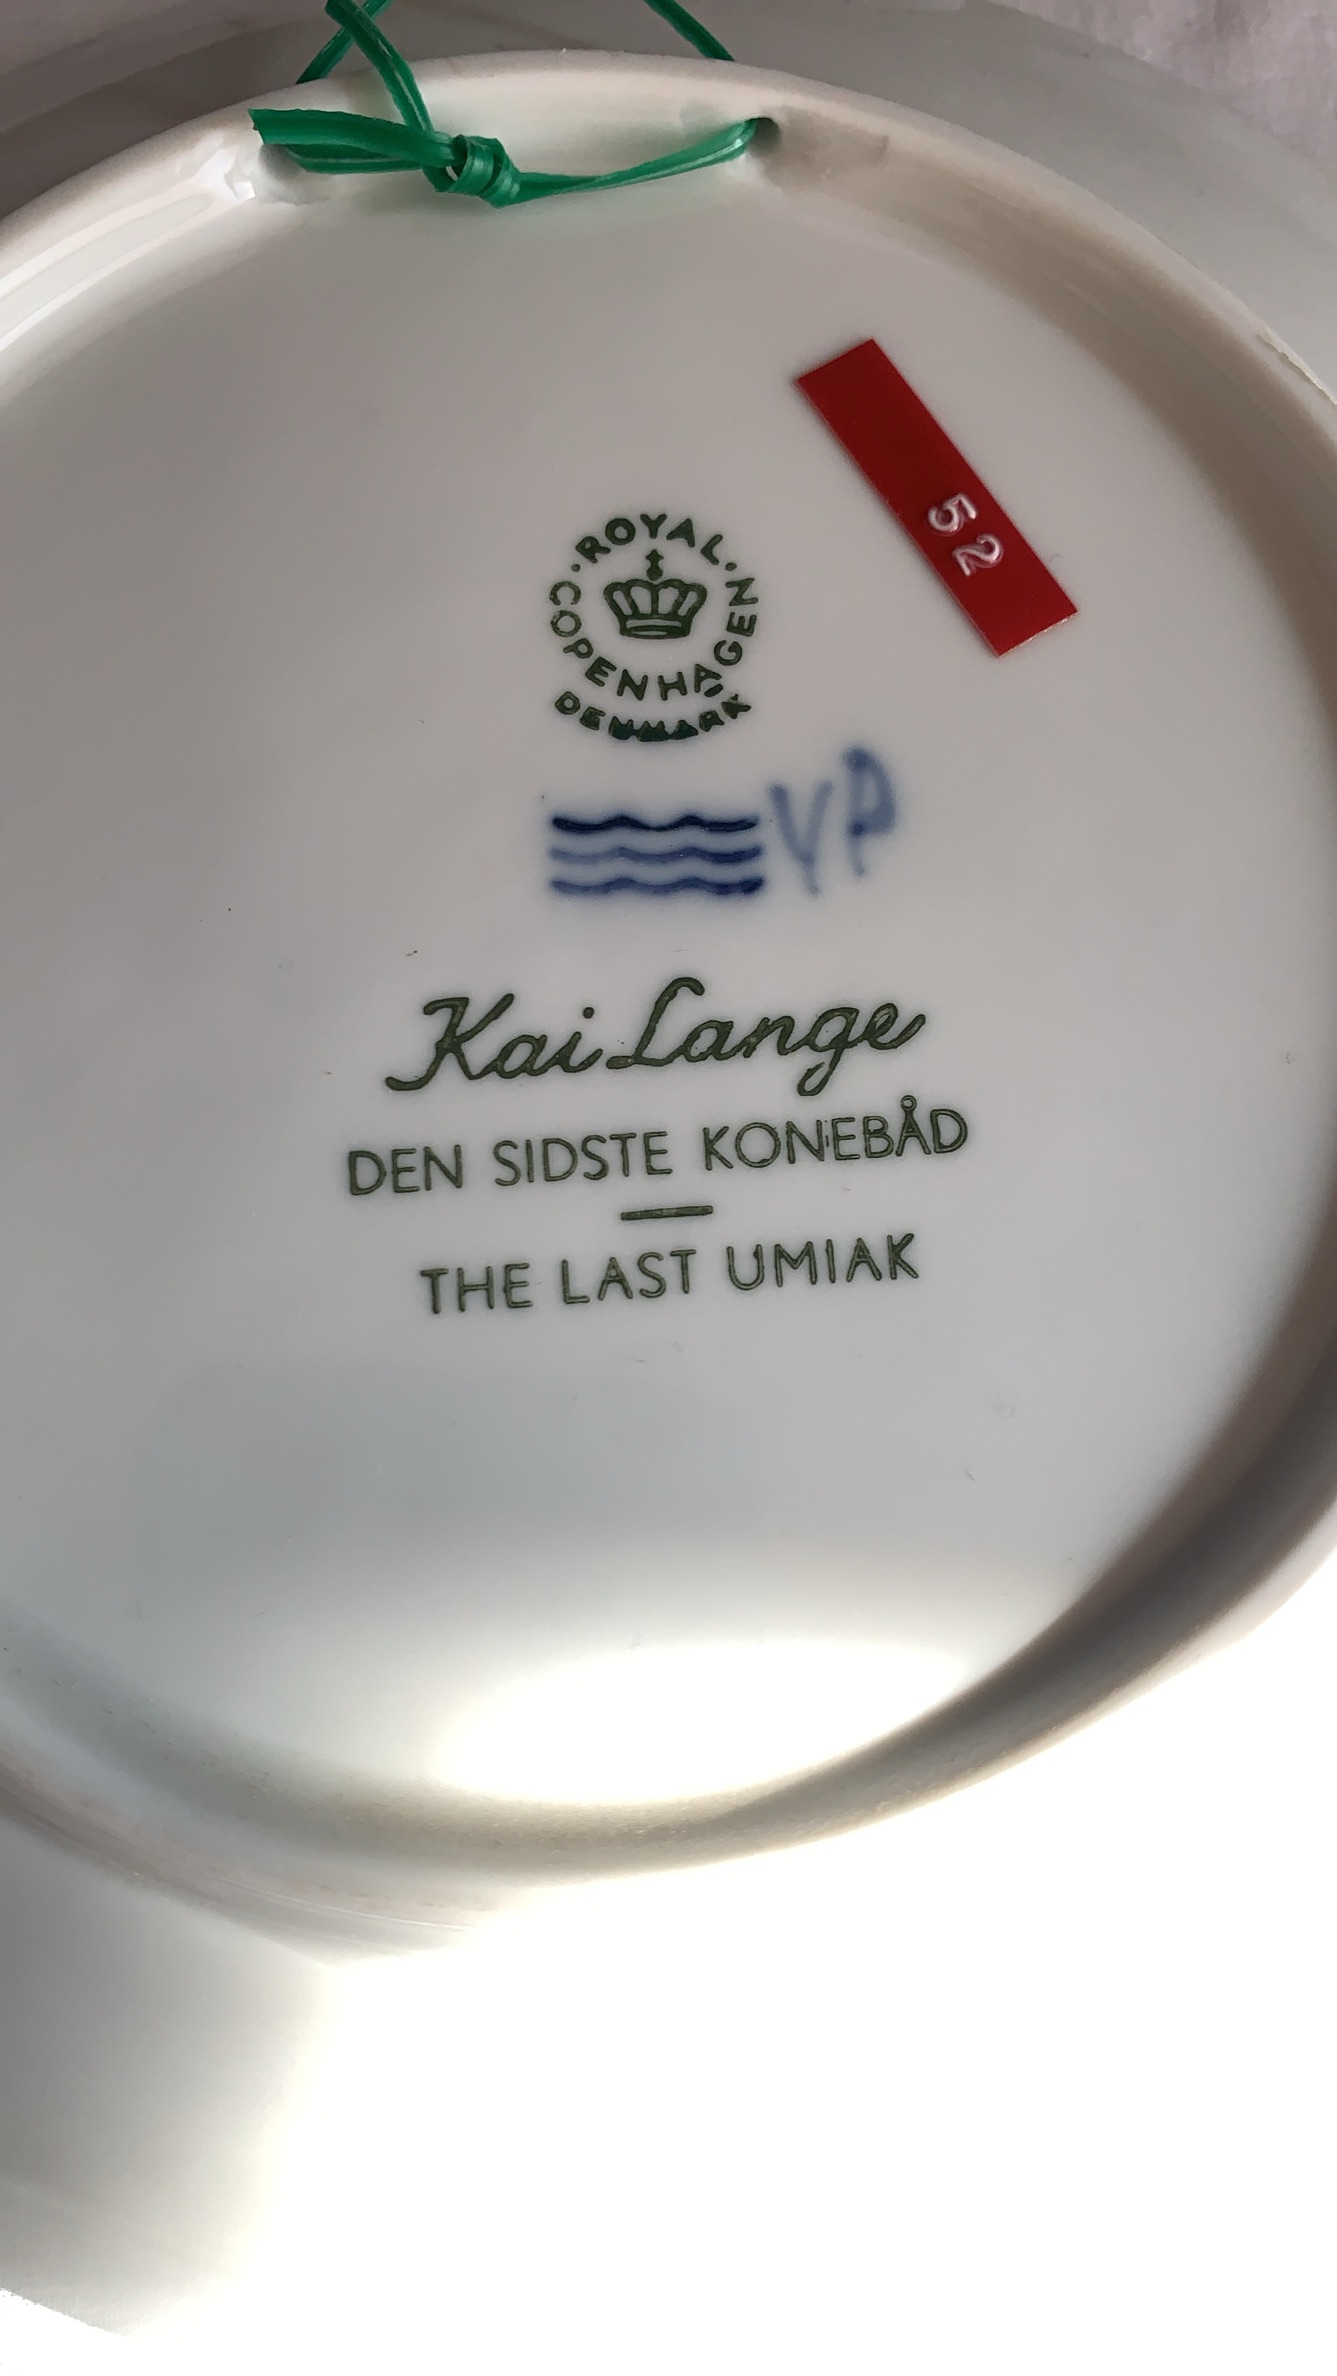 52
ROYAL
COPENHAGEN
DENMARK
VP
Kai Lange
DEN SIDSTE KONEBÅD
THE LAST UMIAK